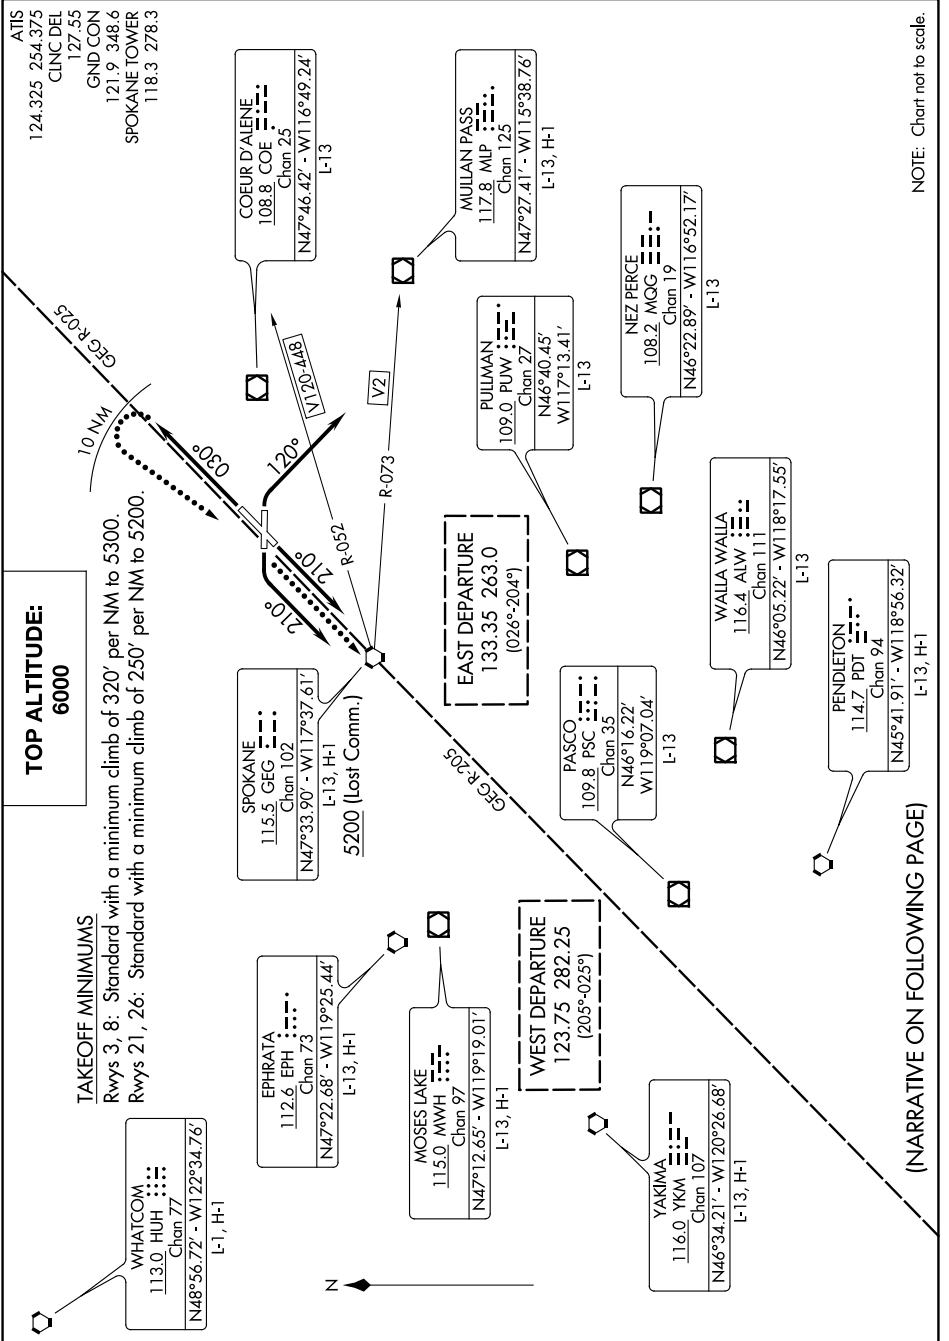 TOP ALTITUDE:
6000
ATIS
124.325 254.375
CLNC DEL
127.55
GND CON
121.9 348.6
SPOKANE TOWER
118.3 278.3
TAKEOFF MINIMUMS
Rwys 3, 8: Standard with a minimum climb of 320' per NM to 5300.
Rwys 21, 26: Standard with a minimum climb of 250' per NM to 5200.
WHATCOM
113.0 HUH
Chan 77
N48°56.72' - W122°34.76'
L-1, H-1
10 NM
GEG R-025
030°
120°
210°
210°
COEUR D'ALENE
108.8 COE
Chan 25
N47°46.42' - W116°49.24'
L-13
SPOKANE
115.5 GEG
Chan 102
N47°33.90' - W117°37.61'
L-13, H-1
5200 (Lost Comm.)
R-052
V120-448
R-073
V2
EPHRATA
112.6 EPH
Chan 73
N47°22.68' - W119°25.44'
L-13, H-1
MULLAN PASS
117.8 MLP
Chan 125
N47°27.41' - W115°38.76'
L-13, H-1
MOSES LAKE
115.0 MWH
Chan 97
N47°12.65' - W119°19.01'
L-13, H-1
GEG R-205
EAST DEPARTURE
133.35 263.0
(026°-204°)
PULLMAN
109.0 PUW
Chan 27
N46°40.45'
W117°13.41'
L-13
WEST DEPARTURE
123.75 282.25
(205°-025°)
PASCO
109.8 PSC
Chan 35
N46°16.22'
W119°07.04'
L-13
NEZ PERCE
108.2 MQG
Chan 19
N46°22.89' - W116°52.17'
L-13
YAKIMA
116.0 YKM
Chan 107
N46°34.21' - W120°26.68'
L-13, H-1
WALLA WALLA
116.4 ALW
Chan 111
N46°05.22' - W118°17.55'
L-13
PENDLETON
114.7 PDT
Chan 94
N45°41.91' - W118°56.32'
L-13, H-1
N
(NARRATIVE ON FOLLOWING PAGE)
NOTE: Chart not to scale.